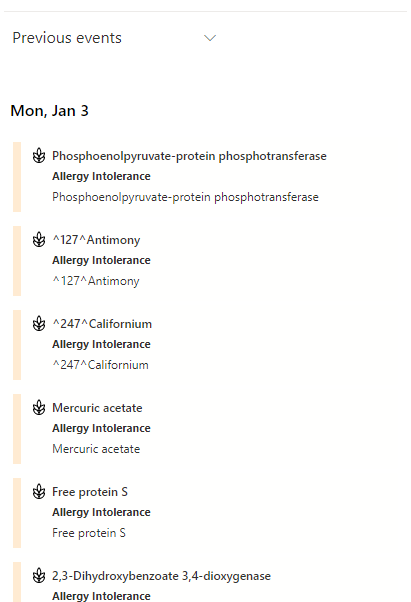 Previous events
Mon, Jan 3
Phosphoenolpyruvate-protein phosphotransferase
Allergy Intolerance
Phosphoenolpyruvate-protein phosphotransferase
^127^Antimony
Allergy Intolerance
^127^Antimony
^247^Californium
Allergy Intolerance
^247^Californium
Mercuric acetate
Allergy Intolerance
Mercuric acetate
Free protein S
Allergy Intolerance
Free protein S
2,3-Dihydroxybenzoate 3,4-dioxygenase
Allergy Intolerance